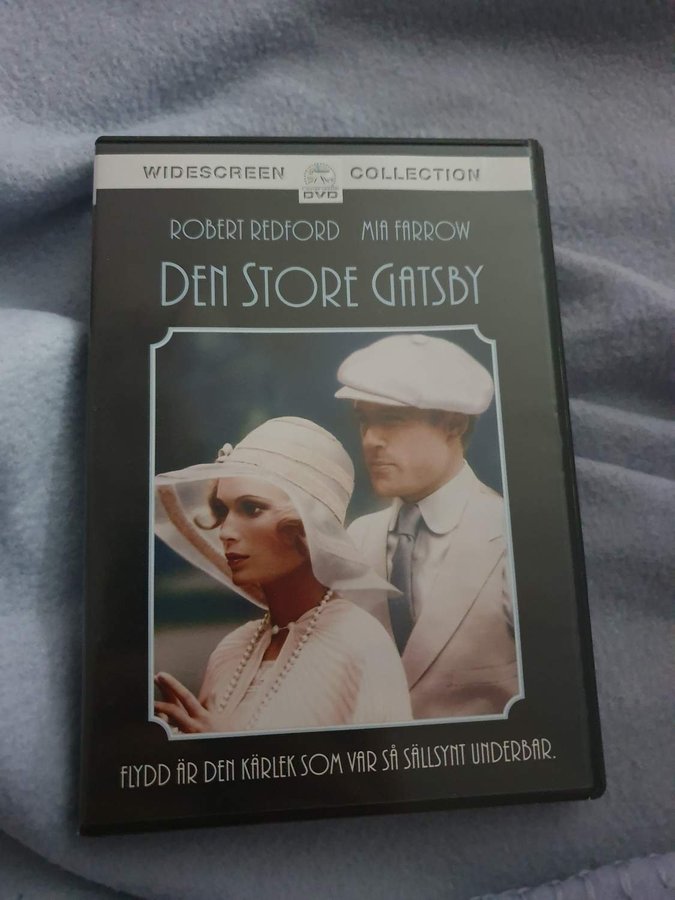 WIDESCREEN DVD COLLECTION
ROBERT REDFORD MIA FARROW
DEN STORE GATSBY
FLYDD ÄR DEN KÄRLEK SOM VAR SÅ SÄLLSYNT UNDERBAR.